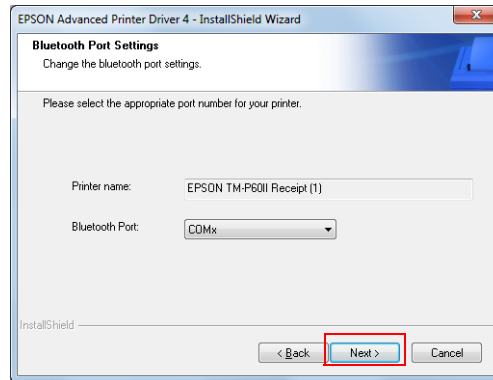 EPSON Advanced Printer Driver 4 - InstallShield Wizard
Bluetooth Port Settings
Change the bluetooth port settings.
Please select the appropriate port number for your printer.
Printer name: EPSON TM-P60II Receipt (1)
Bluetooth Port: COMx
InstallShield
< Back Next > Cancel